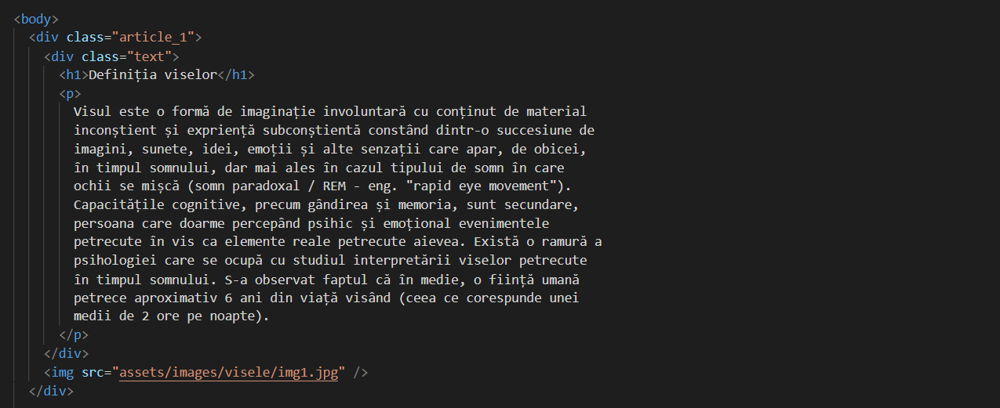 <body>
<div class="article_1">
<div class="text">
<h1>Definiția viselor</h1>
<p>
Visul este o formă de imaginație involuntară cu conținut de material
inconștient și expriență subconștientă constând dintr-o succesiune de
imagini, sunete, idei, emoții și alte senzații care apar, de obicei,
în timpul somnului, dar mai ales în cazul tipului de somn în care
ochii se mișcă (somn paradoxal / REM - eng. "rapid eye movement").
Capacitățile cognitive, precum gândirea și memoria, sunt secundare,
persoana care doarme percepând psihic și emoțional evenimentele
petrecute în vis ca elemente reale petrecute aievea. Există o ramură a
psihologiei care se ocupă cu studiul interpretării viselor petrecute
în timpul somnului. S-a observat faptul că în medie, o ființă umană
petrece aproximativ 6 ani din viață visând (ceea ce corespunde unei
medii de 2 ore pe noapte).
</p>
</div>
<img src="assets/images/visele/img1.jpg" />
</div>